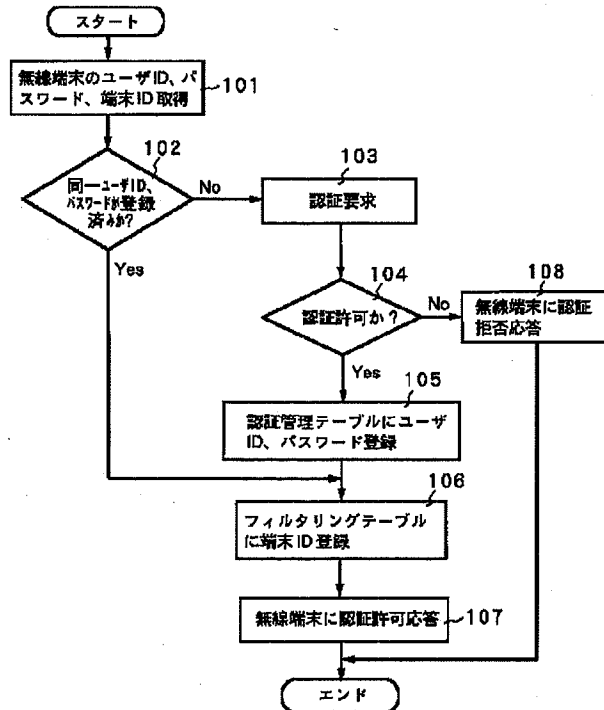 スタート
無線端末のユーザID、パ
スワード、端末ID取得
101
102
同一ユーザID、
パスワードが登録
済みか?
No
Yes
103
認証要求
104
認証許可か?
No
Yes
108
無線端末に認証
拒否応答
105
認証管理テーブルにユーザ
ID、パスワード登録
106
フィルタリングテーブル
に端末ID登録
無線端末に認証許可応答
107
エンド